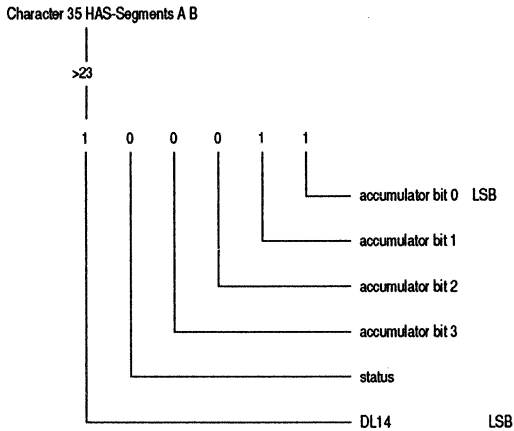 Character 35 HAS-Segments A B
>23
1 0 0 0 1 1
accumulator bit 0 LSB
accumulator bit 1
accumulator bit 2
accumulator bit 3
status
DL14 LSB